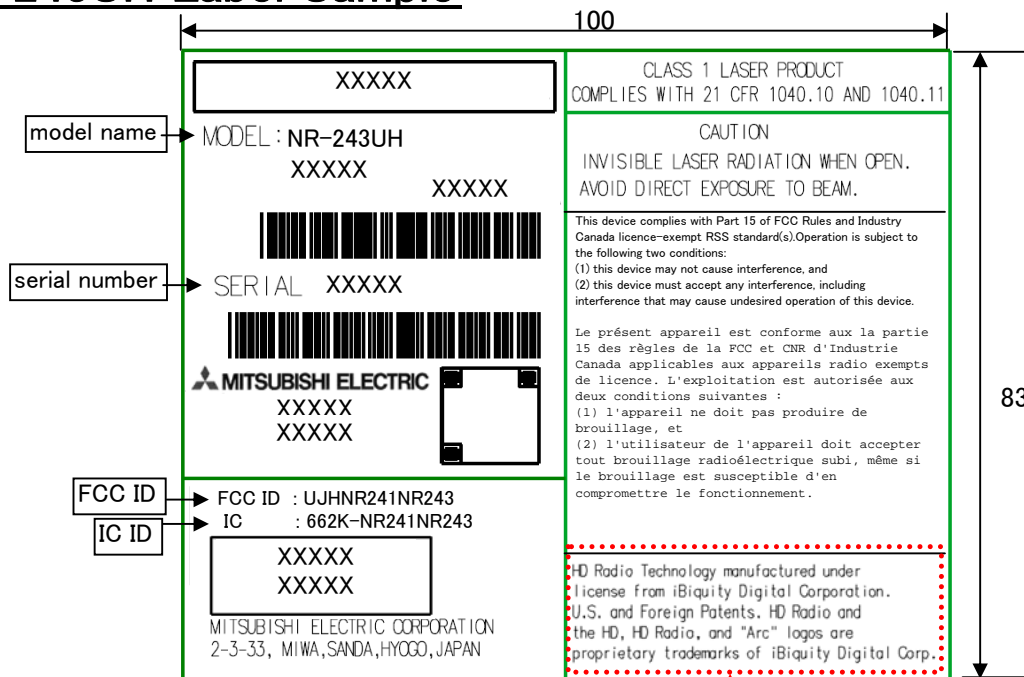 100
XXXXX
model name
MODEL : NR-243UH
XXXXX
XXXXX
serial number
SERIAL XXXXX
MITSUBISHI ELECTRIC
XXXXX
XXXXX
FCC ID
FCC ID : UJHNR241NR243
IC ID
IC : 662K-NR241NR243
XXXXX
XXXXX
MITSUBISHI ELECTRIC CORPORATION
2-3-33, MIWA,SANDA,HYOGO,JAPAN
CLASS 1 LASER PRODUCT
COMPLIES WITH 21 CFR 1040.10 AND 1040.11
CAUTION
INVISIBLE LASER RADIATION WHEN OPEN.
AVOID DIRECT EXPOSURE TO BEAM.
This device complies with Part 15 of FCC Rules and Industry
Canada licence-exempt RSS standard(s).Operation is subject to
the following two conditions:
(1) this device may not cause interference, and
(2) this device must accept any interference, including
interference that may cause undesired operation of this device.
Le présent appareil est conforme aux la partie
15 des règles de la FCC et CNR d'Industrie
Canada applicables aux appareils radio exempts
de licence. L'exploitation est autorisée aux
deux conditions suivantes :
(1) l'appareil ne doit pas produire de
brouillage, et
(2) l'utilisateur de l'appareil doit accepter
tout brouillage radioélectrique subi, même si
le brouillage est susceptible d'en
compromettre le fonctionnement.
HD Radio Technology manufactured under
license from iBiquity Digital Corporation.
U.S. and Foreign Patents. HD Radio and
the HD, HD Radio, and "Arc" logos are
proprietary trademarks of iBiquity Digital Corp.
83